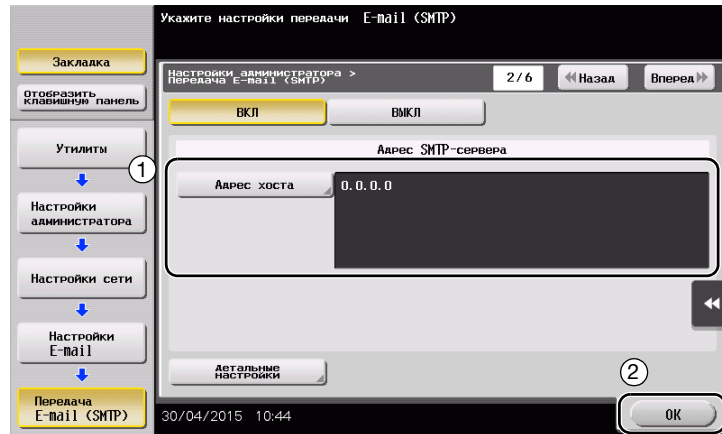 Укажите настройки передачи E-mail (SMTP)
Закладка
Отобразить
клавишную панель
Утилиты
Настройки
администратора
Настройки сети
Настройки
E-mail
Передача
E-mail (SMTP)
Настройки администратора >
Передача E-mail (SMTP)
2/6
Назад
Вперед
ВКЛ
ВЫКЛ
Адрес SMTP-сервера
1
Адрес хоста
0.0.0.0
Детальные
настройки
2
30/04/2015 10:44
OK